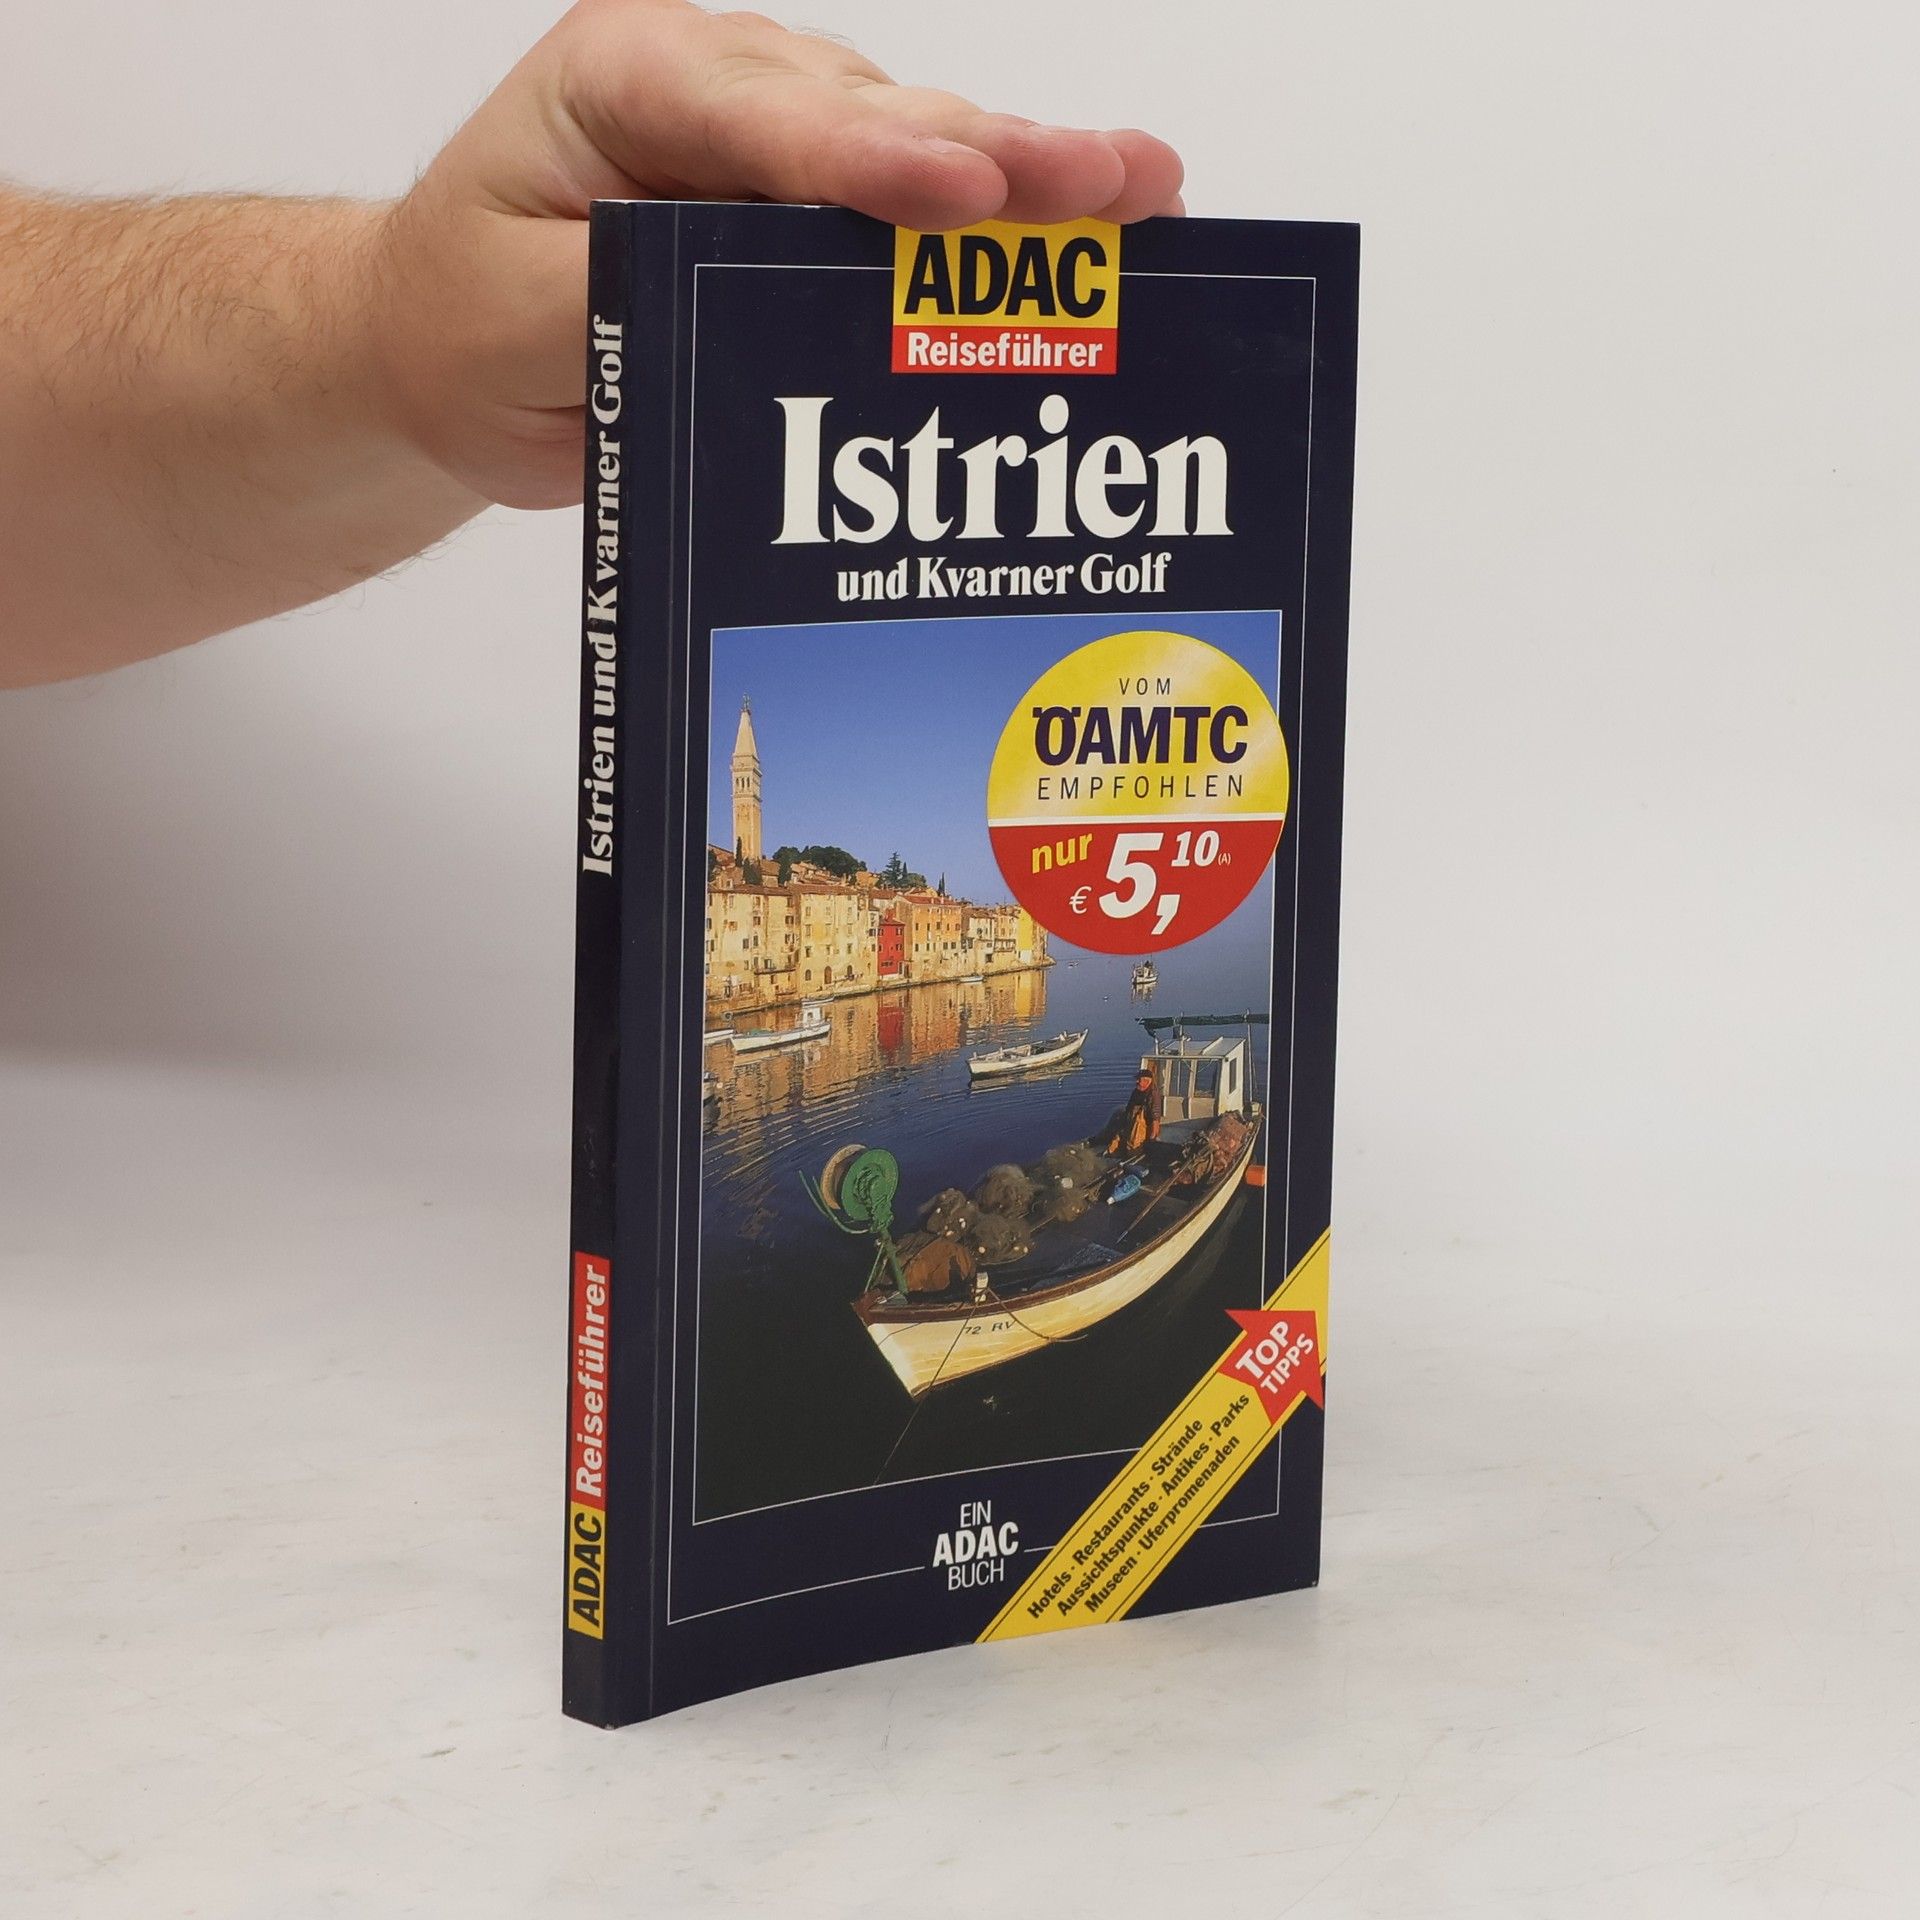 ADAC
Reiseführer
Istrien
und Kvarner Golf
VOM
ÖAMTC
EMPFOHLEN
nur
€ 5,10 (A)
72 RV
TOP
TIPPS
Hotels · Restaurants · Strände
Aussichtspunkte · Antikes · Parks
Museen · Uferpromenaden
EIN
ADAC
BUCH
Istrien und Kvarner Golf
ADAC Reiseführer